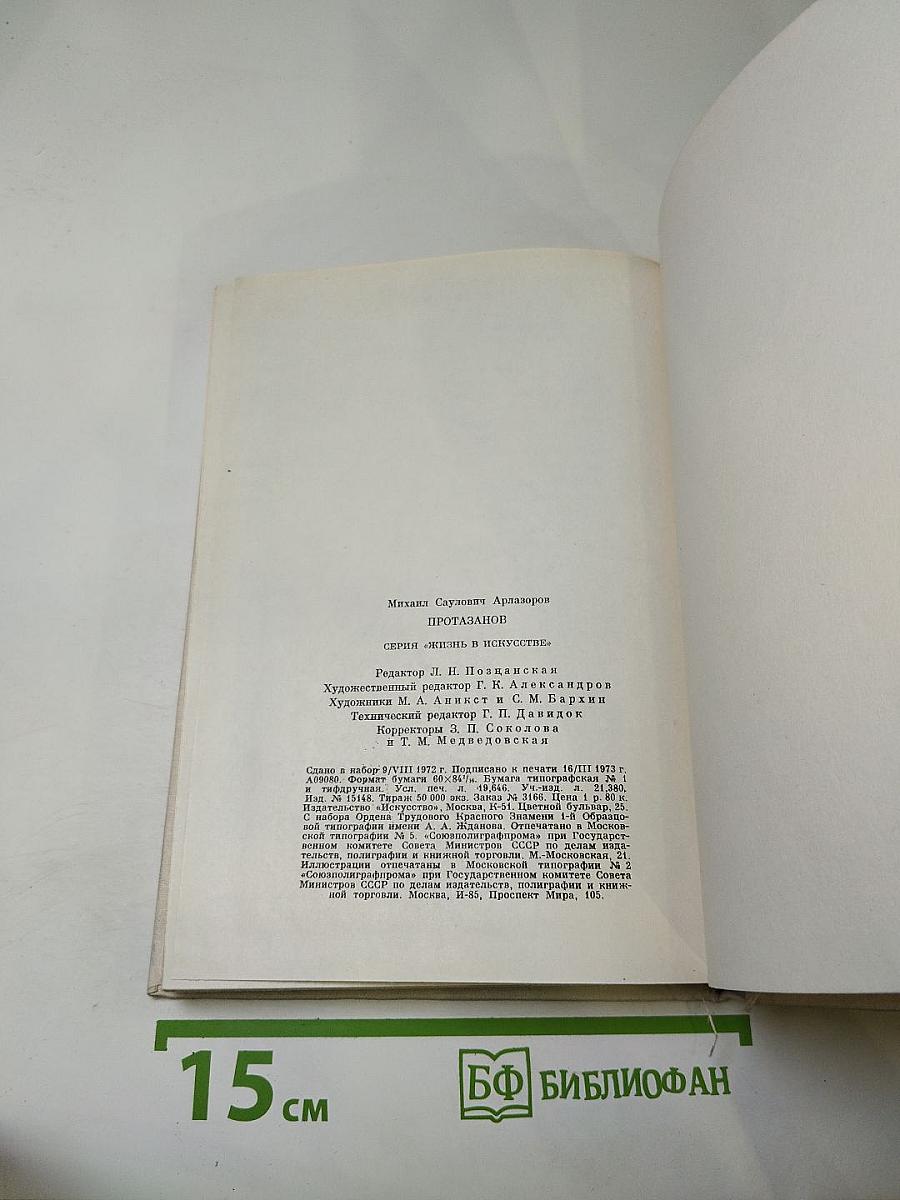 Михаил Саулович Арлазоров
ПРОТАЗАНОВ
СЕРИЯ «ЖИЗНЬ В ИСКУССТВЕ»
Редактор Л. Н. Познанская
Художественный редактор Г. К. Александров
Художники М. А. Аникст и С. М. Бархин
Технический редактор Г. П. Давидок
Корректоры З. П. Соколова
и Т. М. Медведовская
Сдано в набор 9/VIII 1972 г. Подписано к печати 16/III 1973 г.
А09080. Формат бумаги 60×84¹/₁₆. Бумага типографская № 1
и тифдручная. Усл. печ. л. 19,646. Уч.-изд. л. 21,380.
Изд. № 15148. Тираж 50 000 экз. Заказ № 3166. Цена 1 р. 80 к.
Издательство «Искусство», Москва, К-51. Цветной бульвар, 25.
С набора Ордена Трудового Красного Знамени 1-й Образцо-
вой типографии имени А. А. Жданова. Отпечатано в Москов-
ской типографии № 5. «Союзполиграфпрома» при Государст-
венном комитете Совета Министров СССР по делам изда-
тельств, полиграфии и книжной торговли. М.-Московская, 21.
Иллюстрации отпечатаны в Московской типографии № 2
«Союзполиграфпрома» при Государственном комитете Совета
Министров СССР по делам издательств, полиграфии и книж-
ной торговли. Москва, И-85, Проспект Мира, 105.
15 см
БФ БИБЛИОФАН